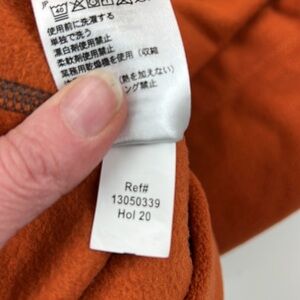 40
使用前に洗濯する
単独で洗う
漂白剤使用禁止
柔軟剤使用禁止
業務用乾燥機を使用（収縮
(熱を加えない)
ング禁止
Ref#
13050339
Hol 20